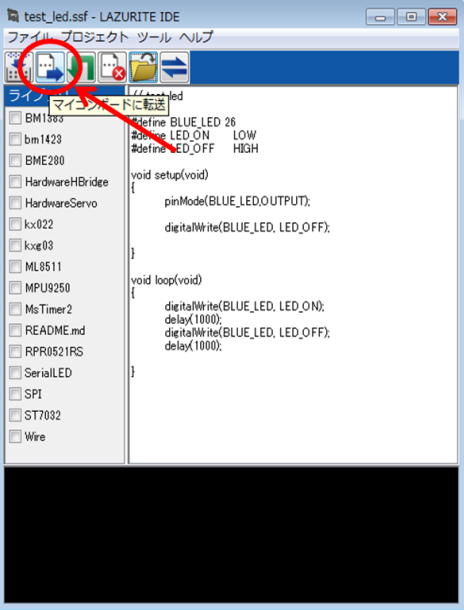 test_led.ssf - LAZURITE IDE
ファイル プロジェクト ツール ヘルプ
マイコンボードに転送
BM1383
bm1423
BME280
HardwareHBridge
HardwareServo
kx022
kxg03
ML8511
MPU9250
MsTimer2
README.md
RPR0521RS
SerialLED
SPI
ST7032
Wire
// test led
#define BLUE_LED 26
#define LED_ON LOW
#define LED_OFF HIGH
void setup(void)
{
pinMode(BLUE_LED,OUTPUT);
digitalWrite(BLUE_LED, LED_OFF);
}
void loop(void)
{
digitalWrite(BLUE_LED, LED_ON);
delay(1000);
digitalWrite(BLUE_LED, LED_OFF);
delay(1000);
}